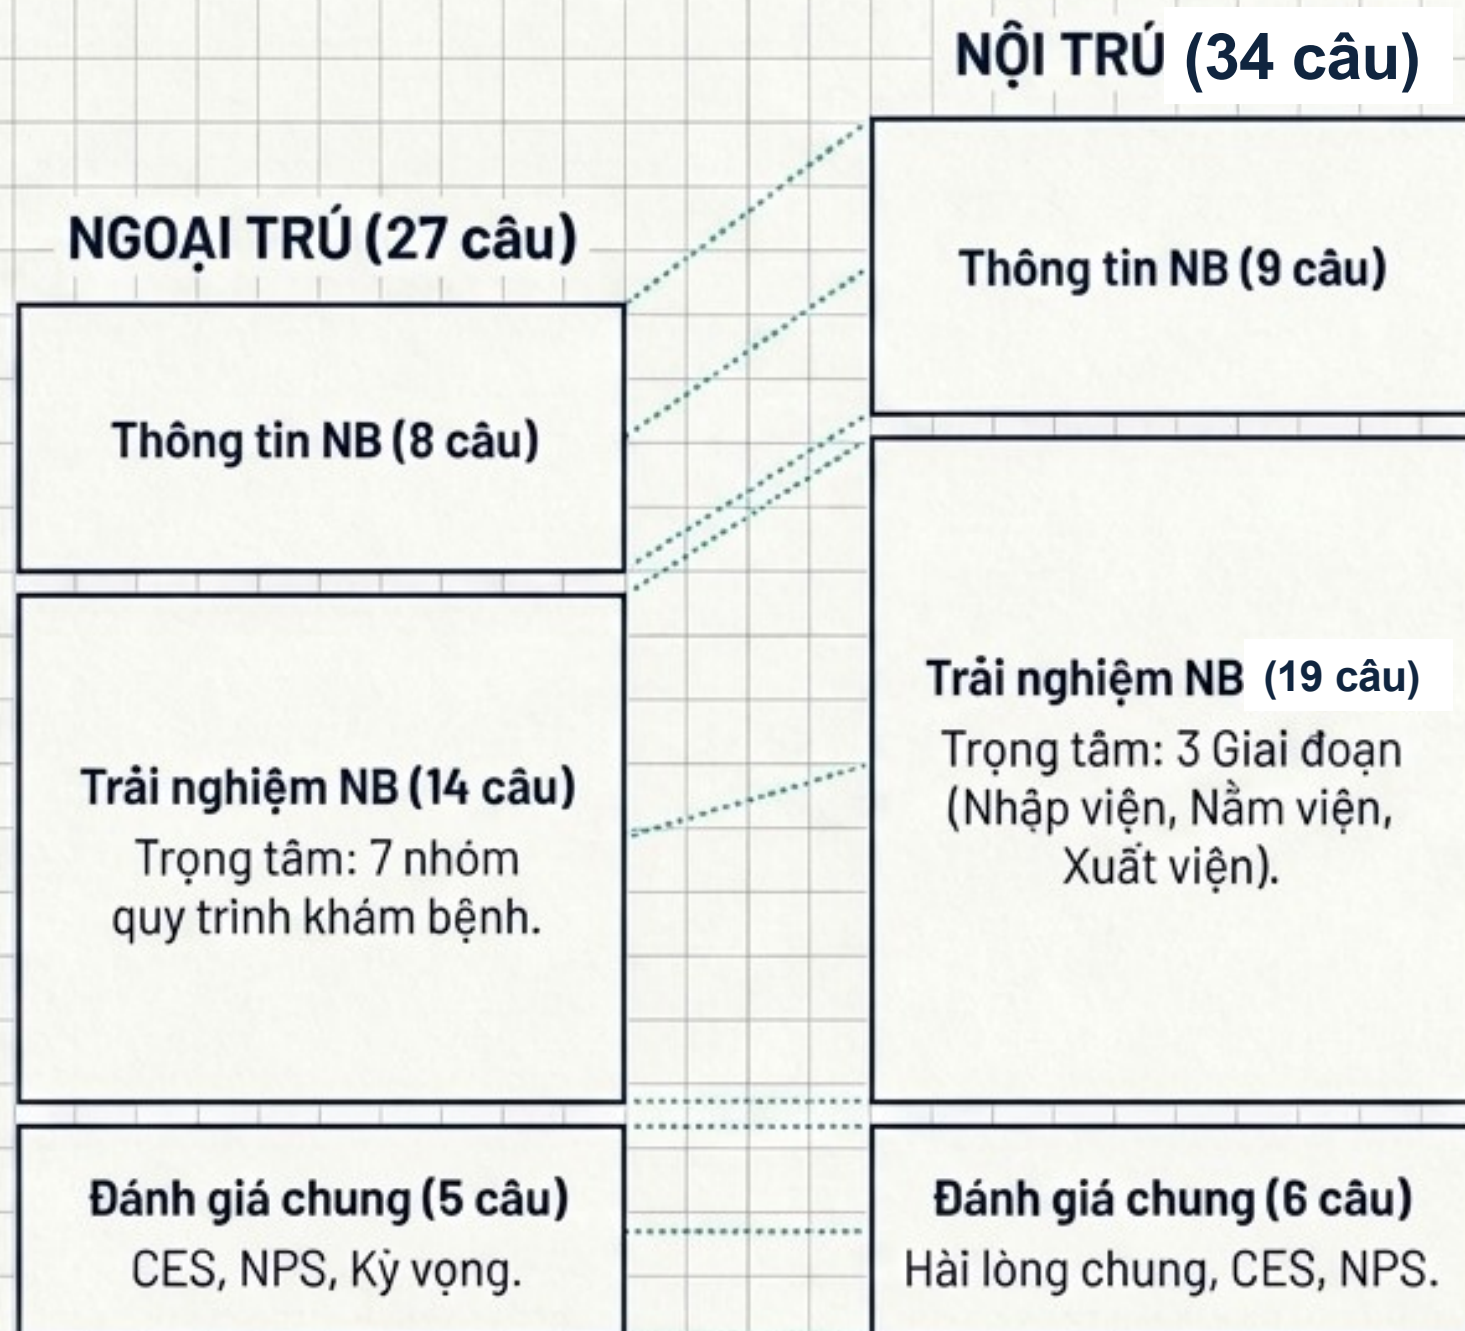 NGOẠI TRÚ (27 câu)
Thông tin NB (8 câu)
Trải nghiệm NB (14 câu)
Trọng tâm: 7 nhóm
quy trinh khám bệnh.
Đánh giá chung (5 câu)
CES, NPS, Kỳ vọng.
NỘI TRÚ (34 câu)
Thông tin NB (9 câu)
Trải nghiệm NB (19 câu)
Trọng tâm: 3 Giai đoạn
(Nhập viện, Nằm viện,
Xuất viện).
Đánh giá chung (6 câu)
Hài lòng chung, CES, NPS.